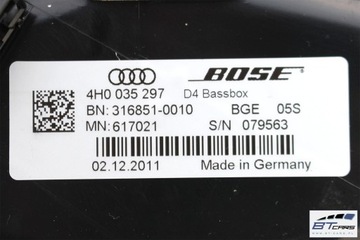 BOSE
4H0 035 297 D4 Bassbox
BN: 316851-0010 BGE 05S
MN: 617021 S/N 079563
02.12.2011 Made in Germany
BTCARS